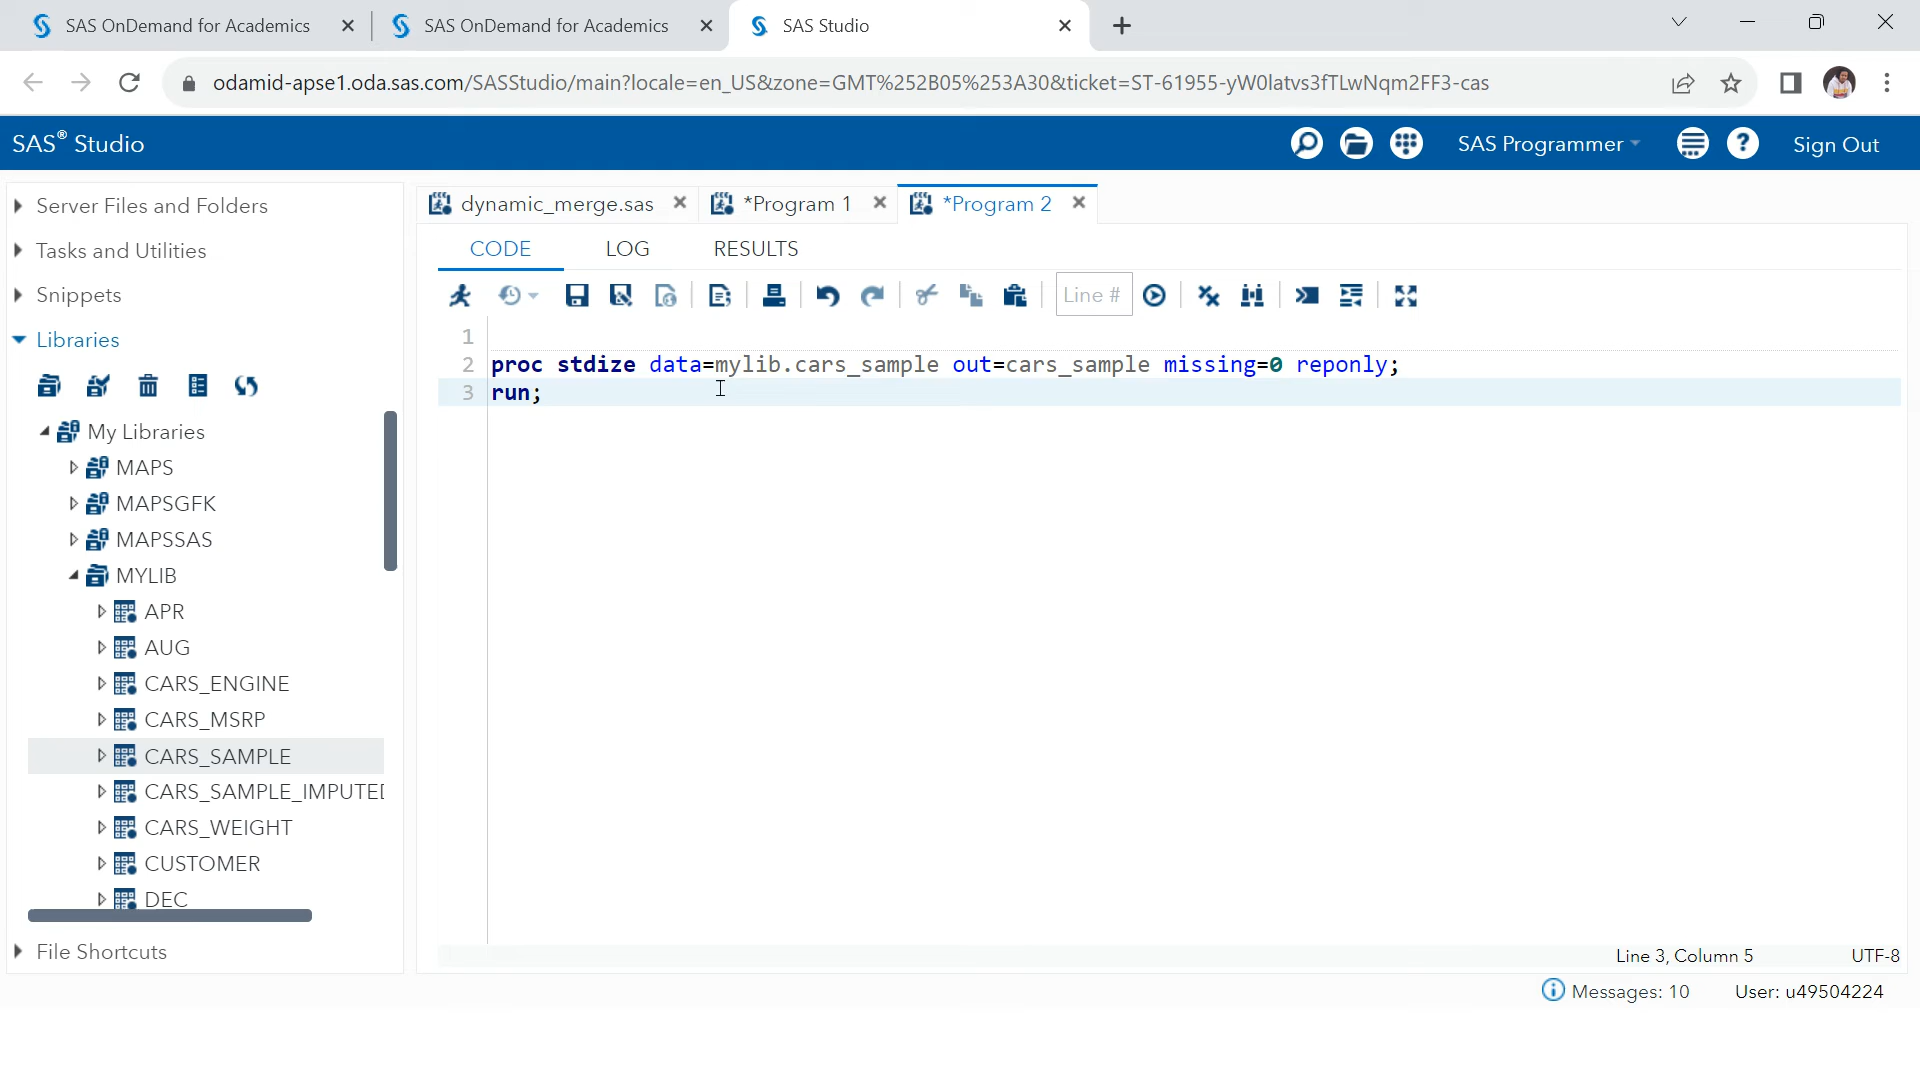 SAS OnDemand for Academics
SAS OnDemand for Academics
SAS Studio
odamid-apse1.oda.sas.com/SASStudio/main?locale=en_US&zone=GMT%252B05%253A30&ticket=ST-61955-yW0latvs3fTLwNqm2FF3-cas
SAS® Studio
SAS Programmer
Sign Out
Server Files and Folders
Tasks and Utilities
Snippets
Libraries
My Libraries
MAPS
MAPSGFK
MAPSSAS
MYLIB
APR
AUG
CARS_ENGINE
CARS_MSRP
CARS_SAMPLE
CARS_SAMPLE_IMPUTED
CARS_WEIGHT
CUSTOMER
DEC
File Shortcuts
dynamic_merge.sas
*Program 1
*Program 2
CODE LOG RESULTS
Line #
1
2 proc stdize data=mylib.cars_sample out=cars_sample missing=0 reponly;
3 run;
Line 3, Column 5
UTF-8
Messages: 10
User: u49504224